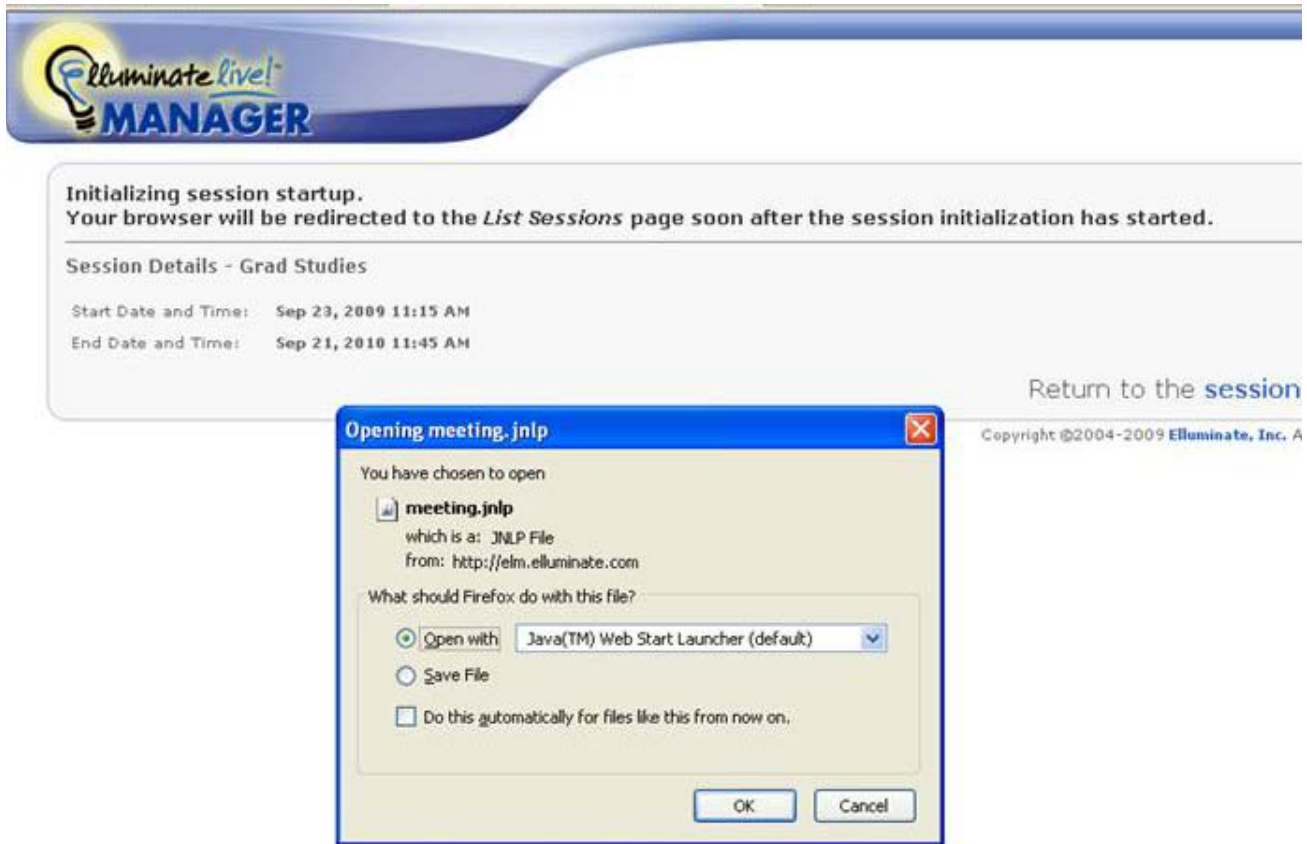 Elluminate live!™
MANAGER
Initializing session startup.
Your browser will be redirected to the List Sessions page soon after the session initialization has started.
Session Details - Grad Studies
Start Date and Time: Sep 23, 2009 11:15 AM
End Date and Time: Sep 21, 2010 11:45 AM
Return to the session
Copyright ©2004-2009 Elluminate, Inc. A
Opening meeting.jnlp
You have chosen to open
meeting.jnlp
which is a: JNLP File
from: http://elm.elluminate.com
What should Firefox do with this file?
Open with Java(TM) Web Start Launcher (default)
Save File
Do this automatically for files like this from now on.
OK Cancel